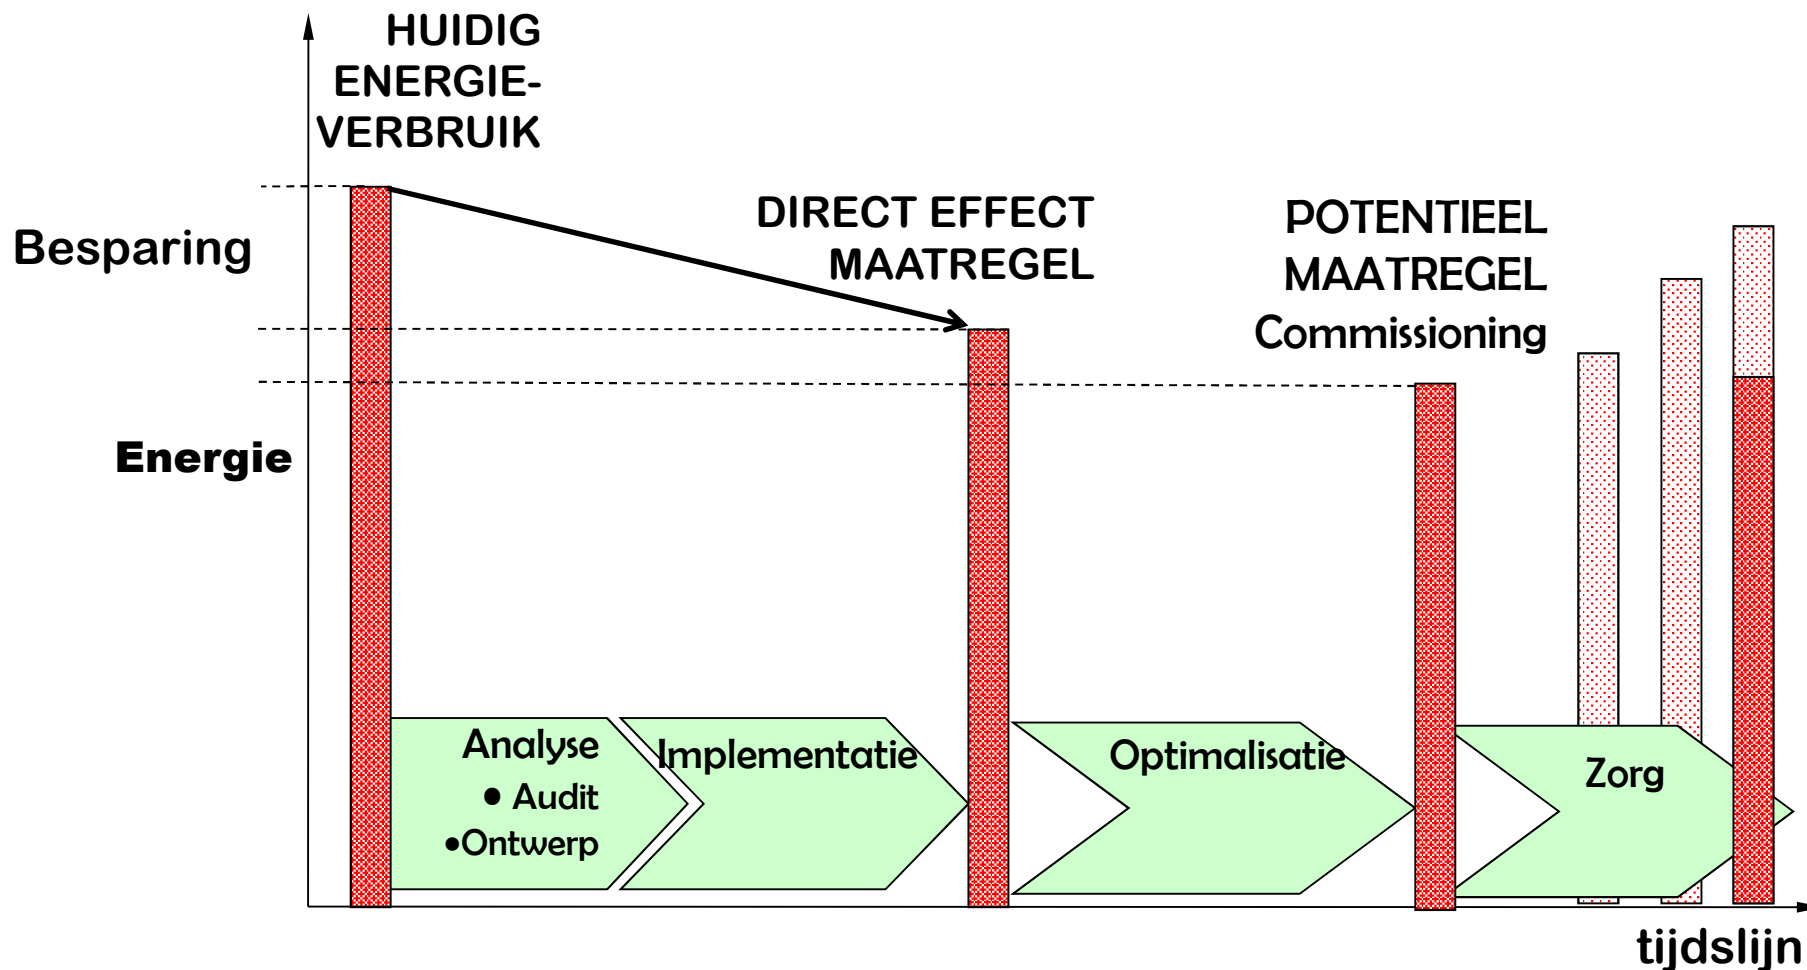 HUIDIG
ENERGIE-
VERBRUIK
Besparing
DIRECT EFFECT
MAATREGEL
POTENTIEEL
MAATREGEL
Commissioning
Energie
Analyse
• Audit
•Ontwerp
Implementatie
Optimalisatie
Zorg
tijdslijn